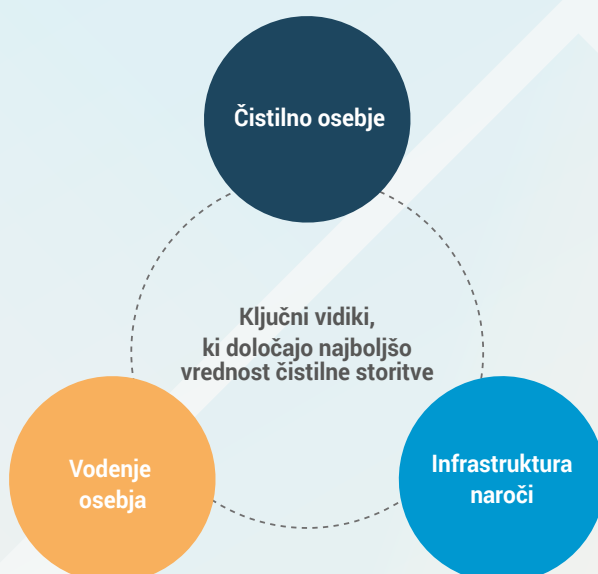 Čistilno osebje
Ključni vidiki,
ki določajo najboljšo
vrednost čistilne storitve
Vodenje
osebja
Infrastruktura
naroči